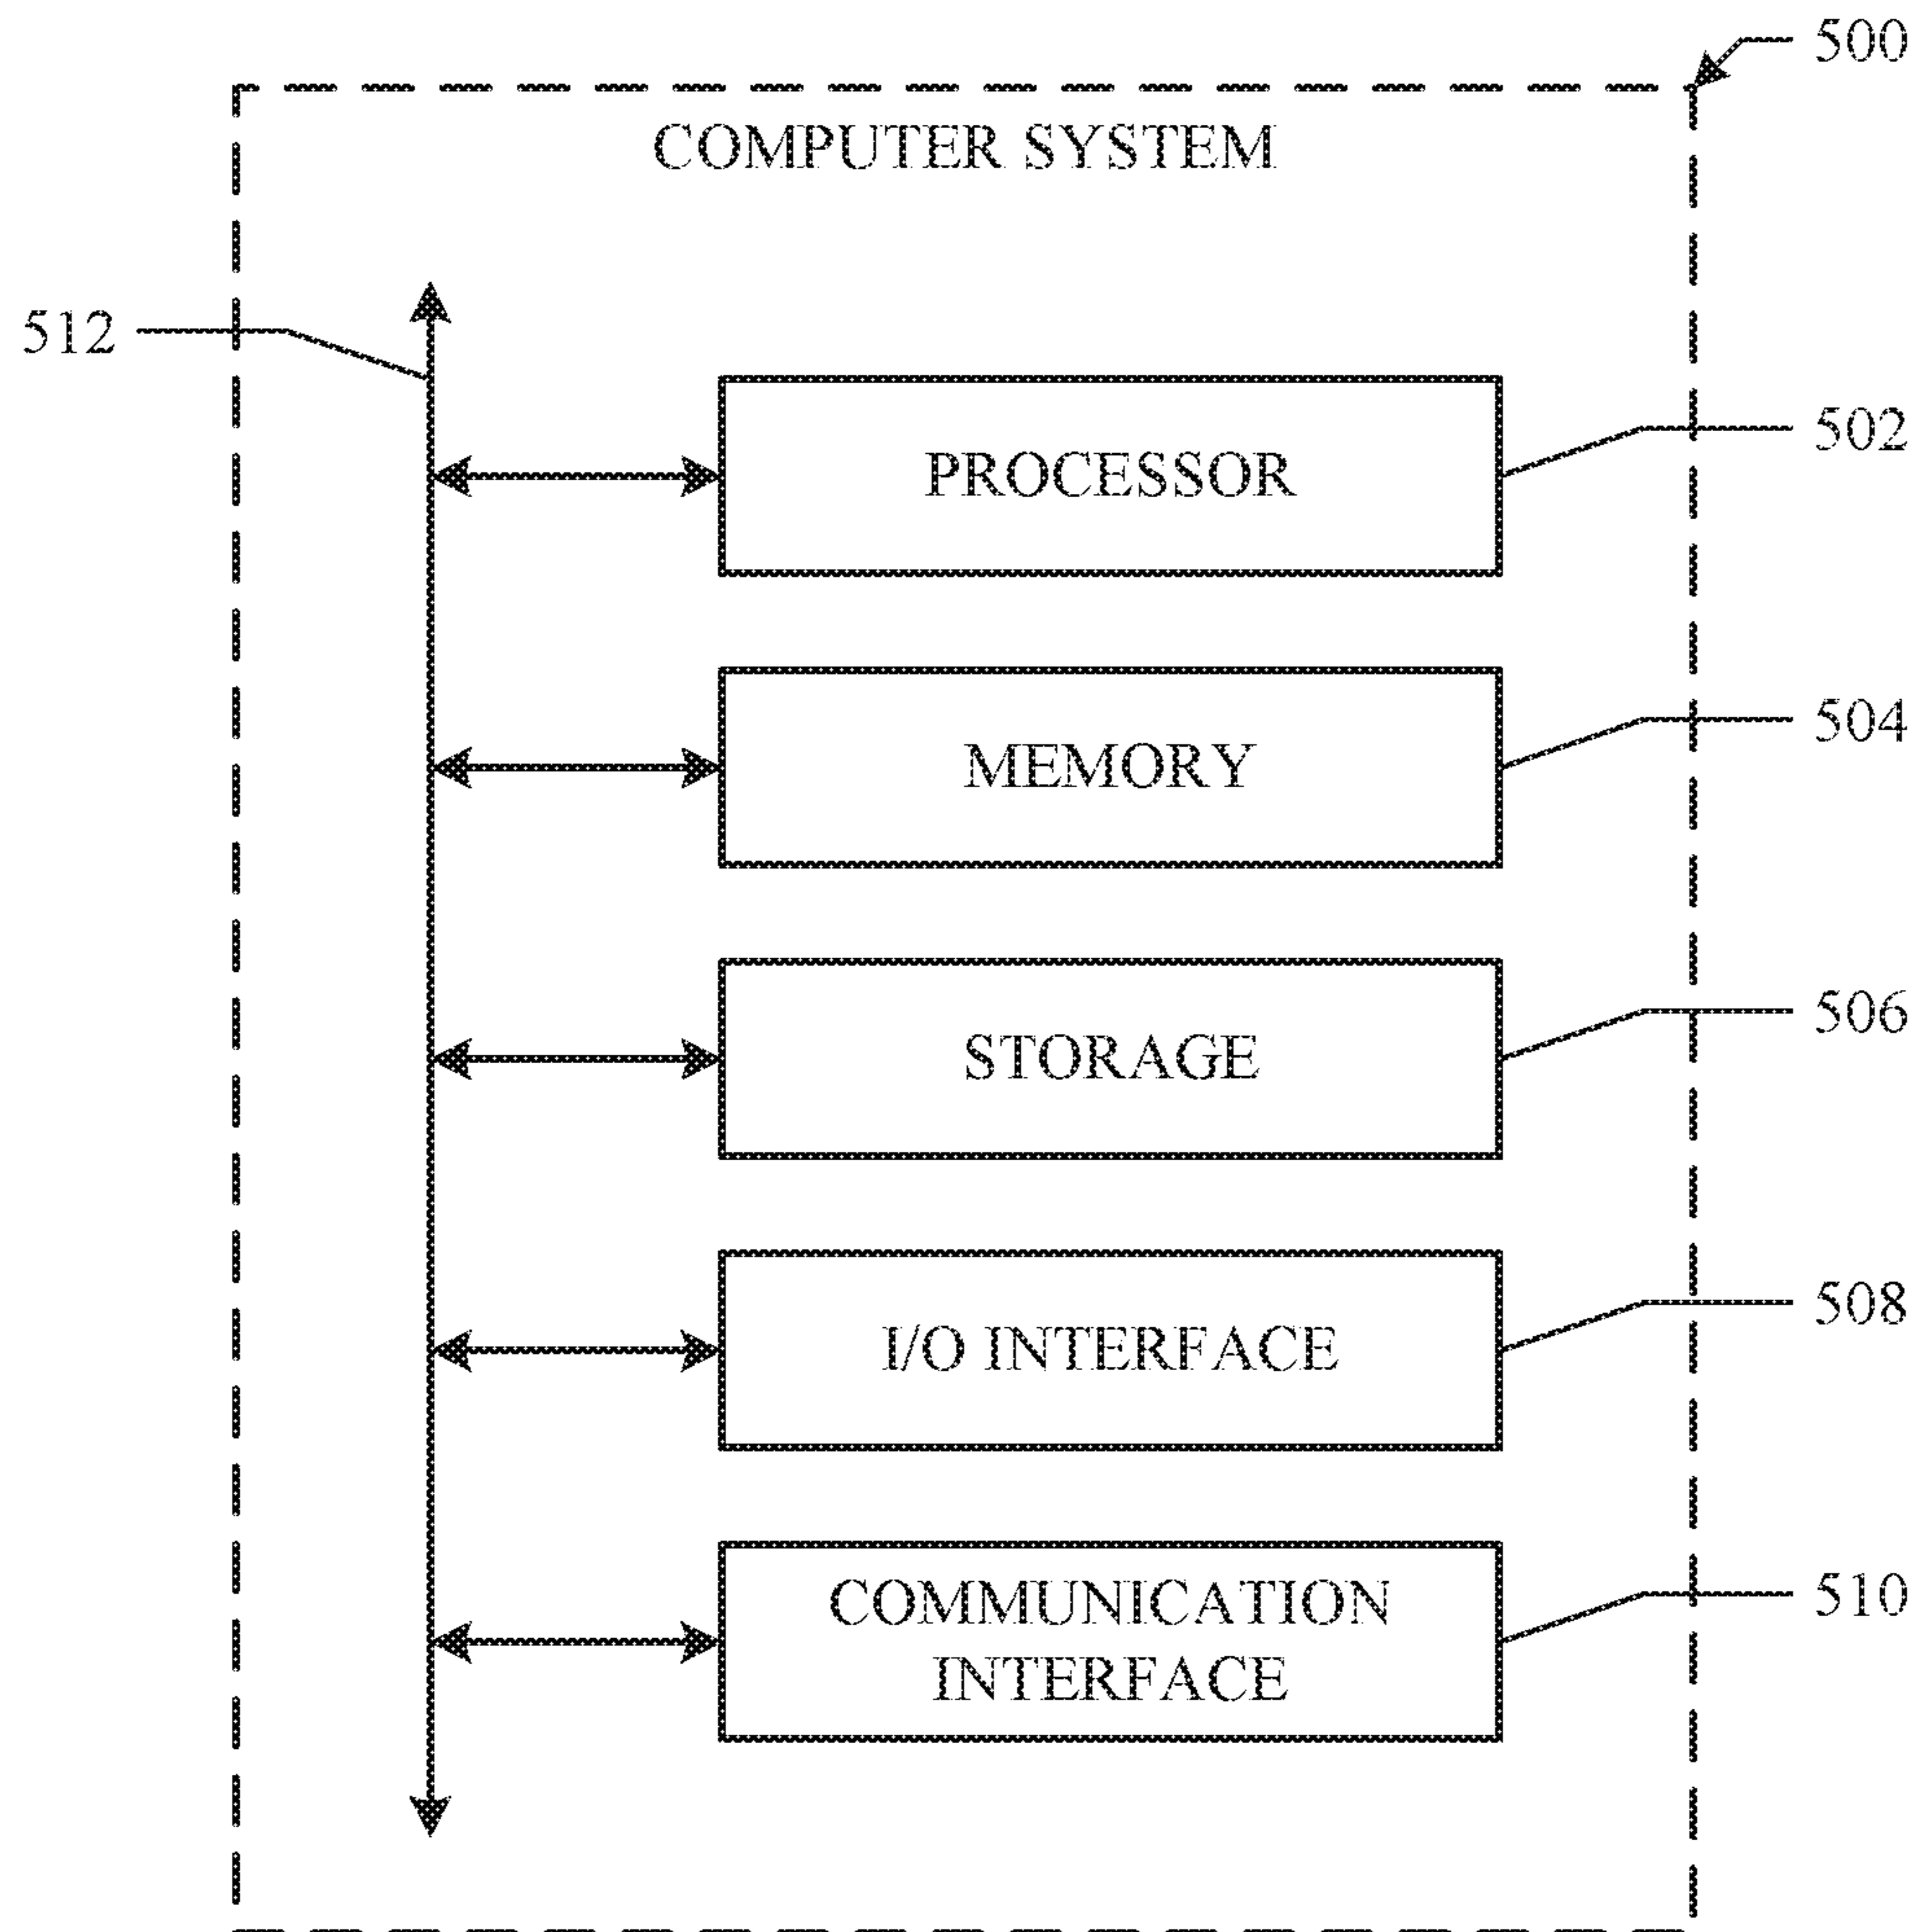 500
COMPUTER SYSTEM
512
PROCESSOR
502
MEMORY
504
STORAGE
506
I/O INTERFACE
508
COMMUNICATION
INTERFACE
510